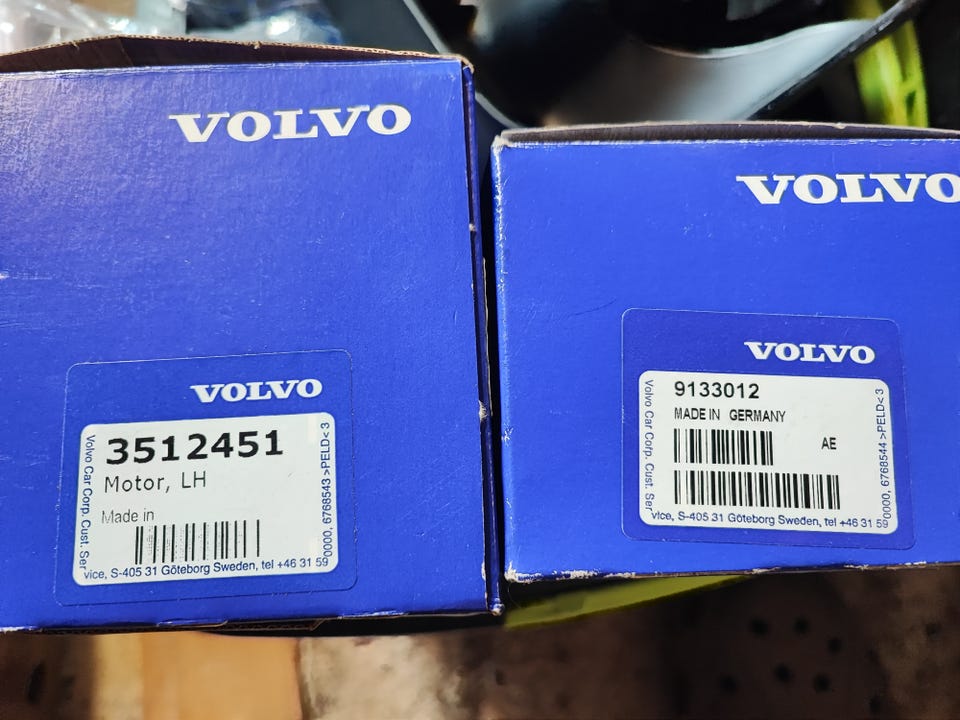 VOLVO
VOLVO
3512451
Motor, LH
Made in
Volvo Car Corp. Cust. Ser
vice, S-405 31 Göteborg Sweden, tel +46 31 59
0000, 6768543 >PELD< 3
VOLVO
VOLVO
9133012
MADE IN GERMANY
AE
Volvo Car Corp. Cust. Ser
vice, S-405 31 Göteborg Sweden, tel +46 31 59
0000, 6768544 >PELD< 3